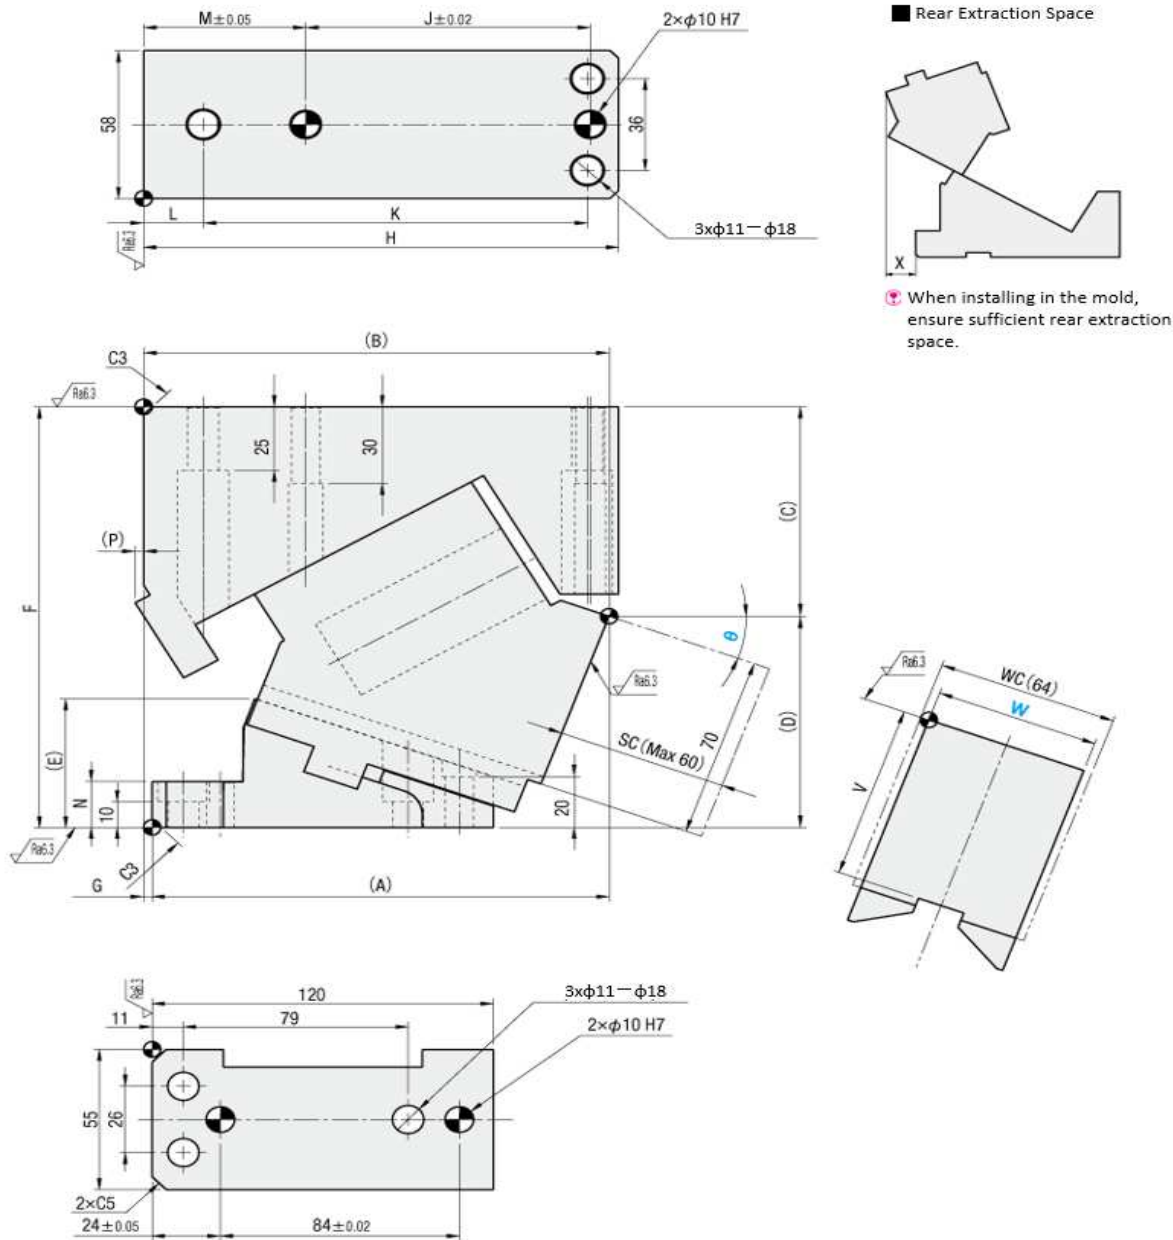 M±0.05
J±0.02
2×φ10 H7
58
36
L
K
H
3xφ11－φ18
Ra6.3
■ Rear Extraction Space
X
When installing in the mold,
ensure sufficient rear extraction
space.
(B)
C3
Ra6.3
25
30
(P)
F
(C)
θ
Ra6.3
SC(Max 60)
70
(D)
(E)
N
10
20
Ra6.3
C3
G
(A)
Ra6.3
WC(64)
W
V
Ra6.3
120
11
79
3xφ11－φ18
2×φ10 H7
55
26
2×C5
24±0.05
84±0.02